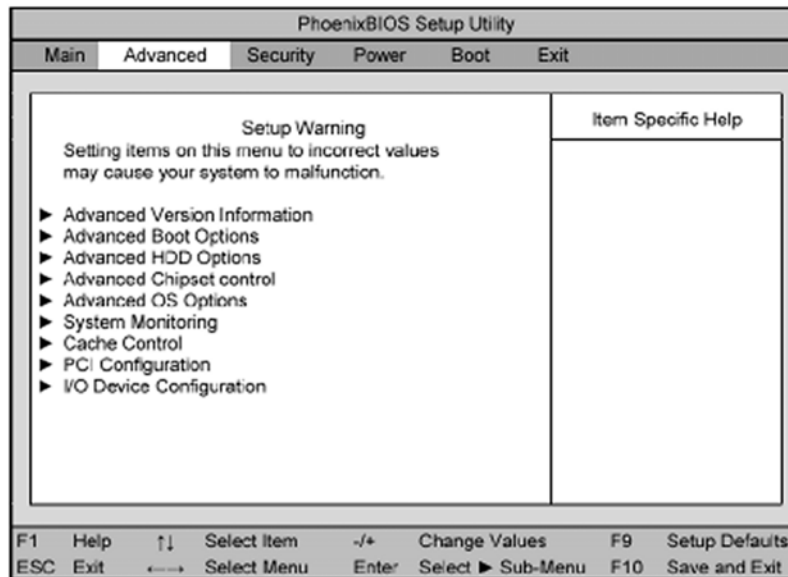 PhoenixBIOS Setup Utility
Main Advanced Security Power Boot Exit
Setup Warning
Setting items on this menu to incorrect values
may cause your system to malfunction.
► Advanced Version Information
► Advanced Boot Options
► Advanced HDD Options
► Advanced Chipset control
► Advanced OS Options
► System Monitoring
► Cache Control
► PCI Configuration
► I/O Device Configuration
Item Specific Help
F1 Help ↑↓ Select Item -/+ Change Values F9 Setup Defaults
ESC Exit ←→ Select Menu Enter Select ► Sub-Menu F10 Save and Exit